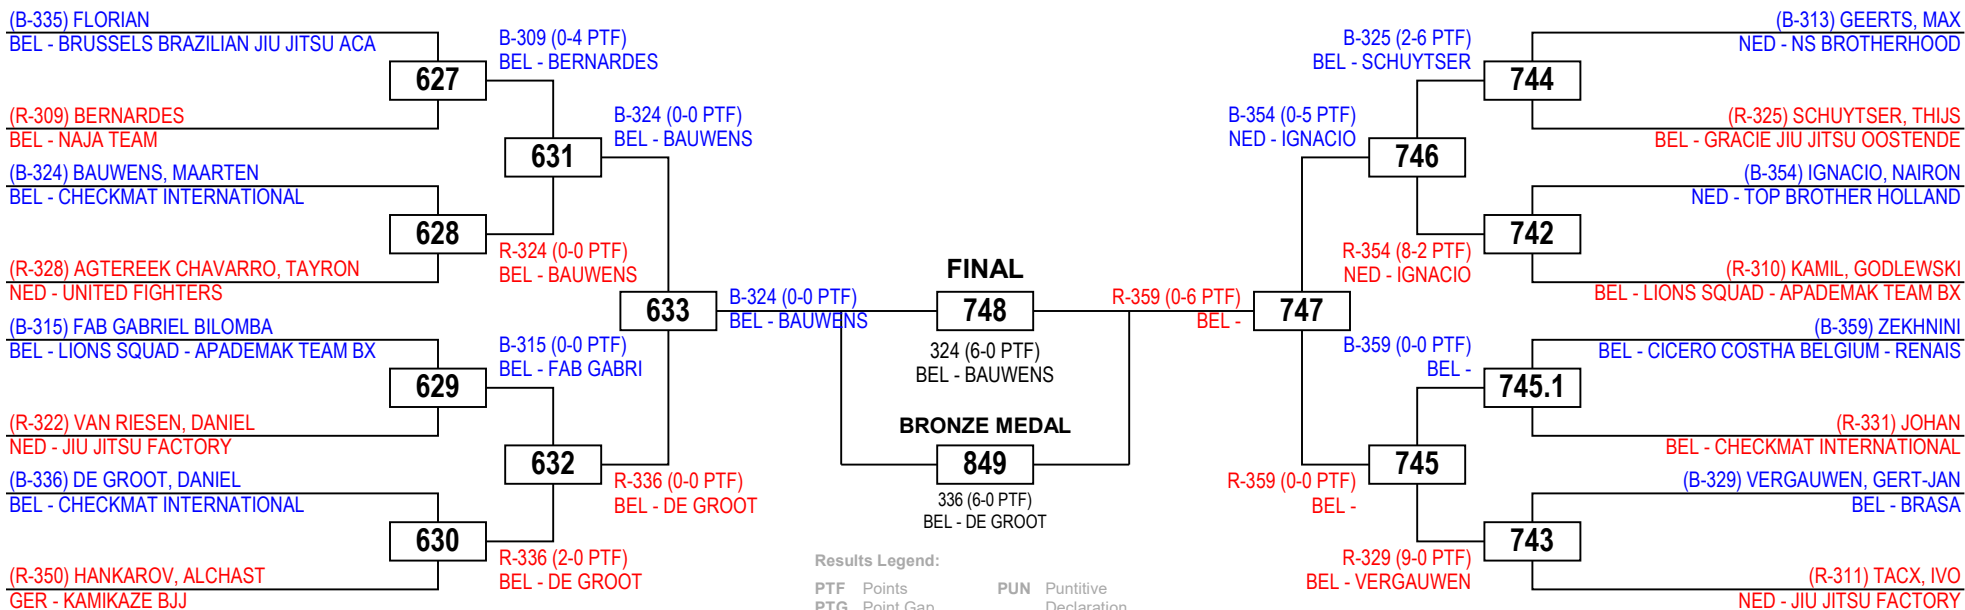 (B-335) FLORIAN
BEL - BRUSSELS BRAZILIAN JIU JITSU ACA
627
(R-309) BERNARDES
BEL - NAJA TEAM
B-309 (0-4 PTF)
BEL - BERNARDES
(B-324) BAUWENS, MAARTEN
BEL - CHECKMAT INTERNATIONAL
628
(R-328) AGTEREEK CHAVARRO, TAYRON
NED - UNITED FIGHTERS
R-324 (0-0 PTF)
BEL - BAUWENS
631
B-324 (0-0 PTF)
BEL - BAUWENS
(B-315) FAB GABRIEL BILOMBA
BEL - LIONS SQUAD - APADEMAK TEAM BX
629
(R-322) VAN RIESEN, DANIEL
NED - JIU JITSU FACTORY
B-315 (0-0 PTF)
BEL - FAB GABRI
(B-336) DE GROOT, DANIEL
BEL - CHECKMAT INTERNATIONAL
630
(R-350) HANKAROV, ALCHAST
GER - KAMIKAZE BJJ
R-336 (2-0 PTF)
BEL - DE GROOT
632
R-336 (0-0 PTF)
BEL - DE GROOT
633
B-324 (0-0 PTF)
BEL - BAUWENS
FINAL
748
324 (6-0 PTF)
BEL - BAUWENS
BRONZE MEDAL
849
336 (6-0 PTF)
BEL - DE GROOT
Results Legend:
PTF Points PUN Puntitive
PTG Point Gap Declaration
R-359 (0-6 PTF)
BEL -
747
B-354 (0-5 PTF)
NED - IGNACIO
746
B-325 (2-6 PTF)
BEL - SCHUYTSER
744
(B-313) GEERTS, MAX
NED - NS BROTHERHOOD
(R-325) SCHUYTSER, THIJS
BEL - GRACIE JIU JITSU OOSTENDE
R-354 (8-2 PTF)
NED - IGNACIO
742
(B-354) IGNACIO, NAIRON
NED - TOP BROTHER HOLLAND
(R-310) KAMIL, GODLEWSKI
BEL - LIONS SQUAD - APADEMAK TEAM BX
R-359 (0-0 PTF)
BEL -
745
B-359 (0-0 PTF)
BEL -
745.1
(B-359) ZEKHNINI
BEL - CICERO COSTHA BELGIUM - RENAIS
(R-331) JOHAN
BEL - CHECKMAT INTERNATIONAL
R-329 (9-0 PTF)
BEL - VERGAUWEN
743
(B-329) VERGAUWEN, GERT-JAN
BEL - BRASA
(R-311) TACX, IVO
NED - JIU JITSU FACTORY